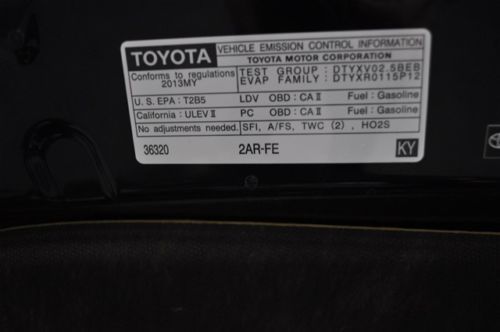 TOYOTA VEHICLE EMISSION CONTROL INFORMATION
TOYOTA MOTOR CORPORATION
Conforms to regulations 2013MY
TEST GROUP : DTYXV02.5BEB
EVAP FAMILY : DTYXR0115P12
U. S. EPA : T2B5 LDV OBD : CA II Fuel : Gasoline
California : ULEV II PC OBD : CA II Fuel : Gasoline
No adjustments needed. SFI, A/FS, TWC (2) , HO2S
36320 2AR-FE KY